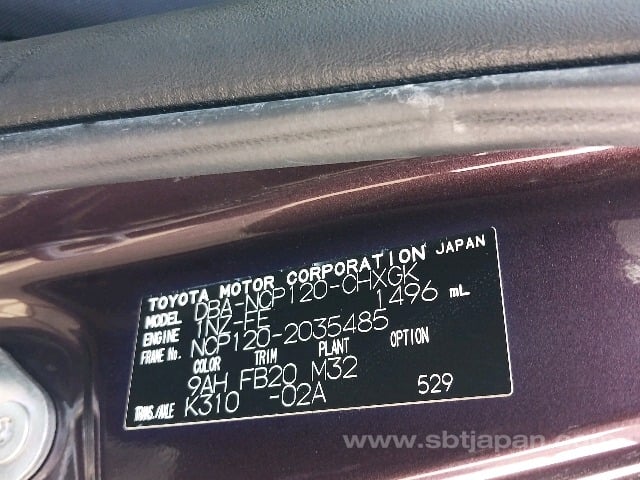 TOYOTA MOTOR CORPORATION JAPAN
MODEL DBA-NCP120-CHXGK
ENGINE 1NZ-FE 1496 mL
FRAME No. NCP120-2035485
COLOR TRIM PLANT OPTION
9AH FB20 M32
TRANS./AXLE K310 -02A 529
www.sbtjapan.com